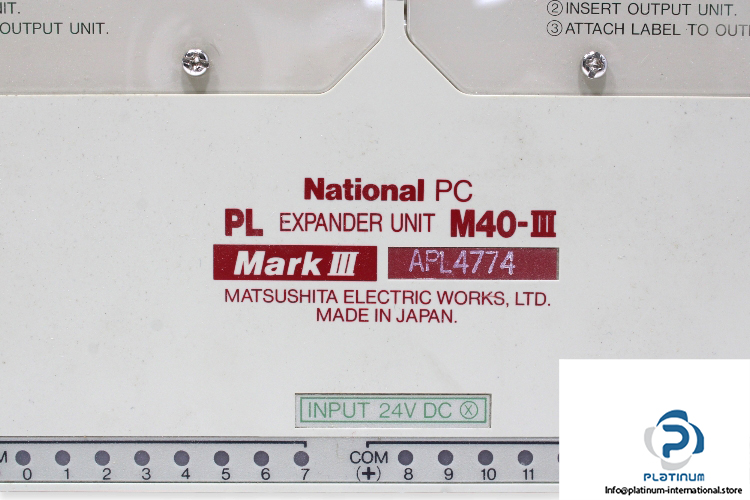 IT.
OUTPUT UNIT.
②INSERT OUTPUT UNIT.
③ATTACH LABEL TO OUT
National PC
PL EXPANDER UNIT M40-III
Mark III APL4774
MATSUSHITA ELECTRIC WORKS, LTD.
MADE IN JAPAN.
INPUT 24V DC ⓧ
COM (+)
0 1 2 3 4 5 6 7 8 9 10 11
PLATINUM
Info@platinum-international.store